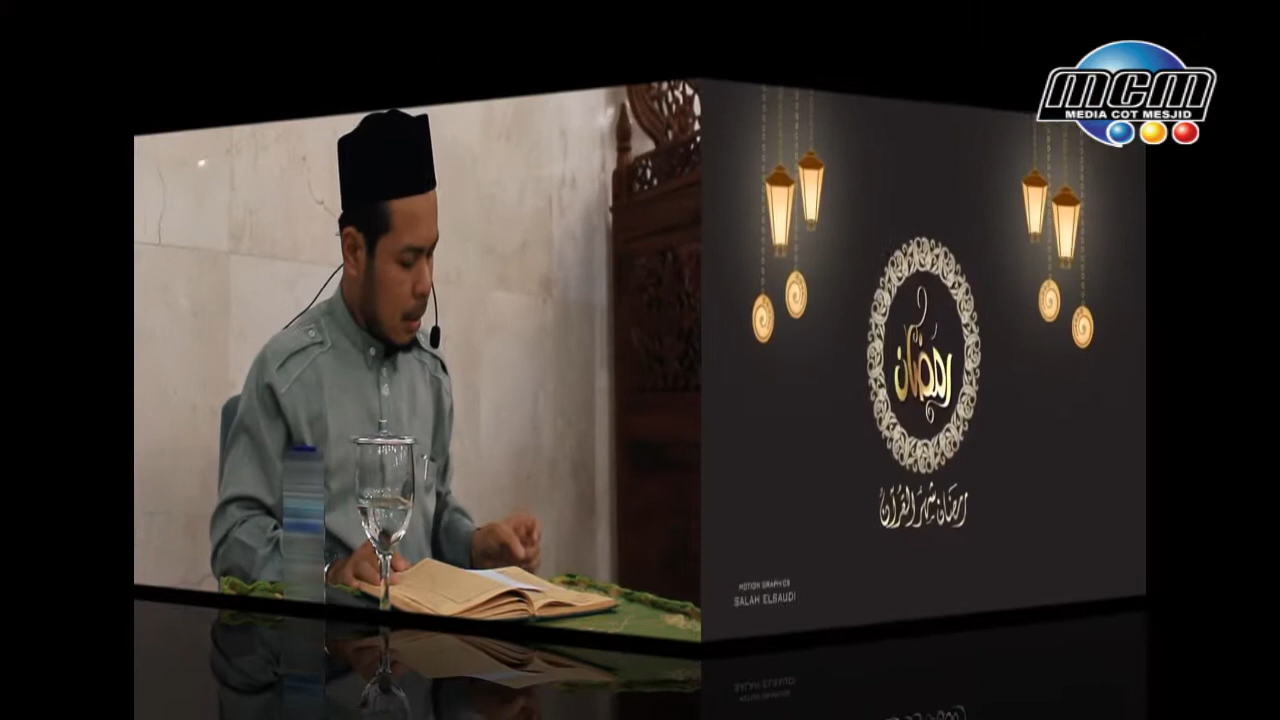 mcm
MEDIA COT MESJID
رمضان
رمضان شهر القرآن
MOTION GRAPHICS
SALAH ELSAUDI